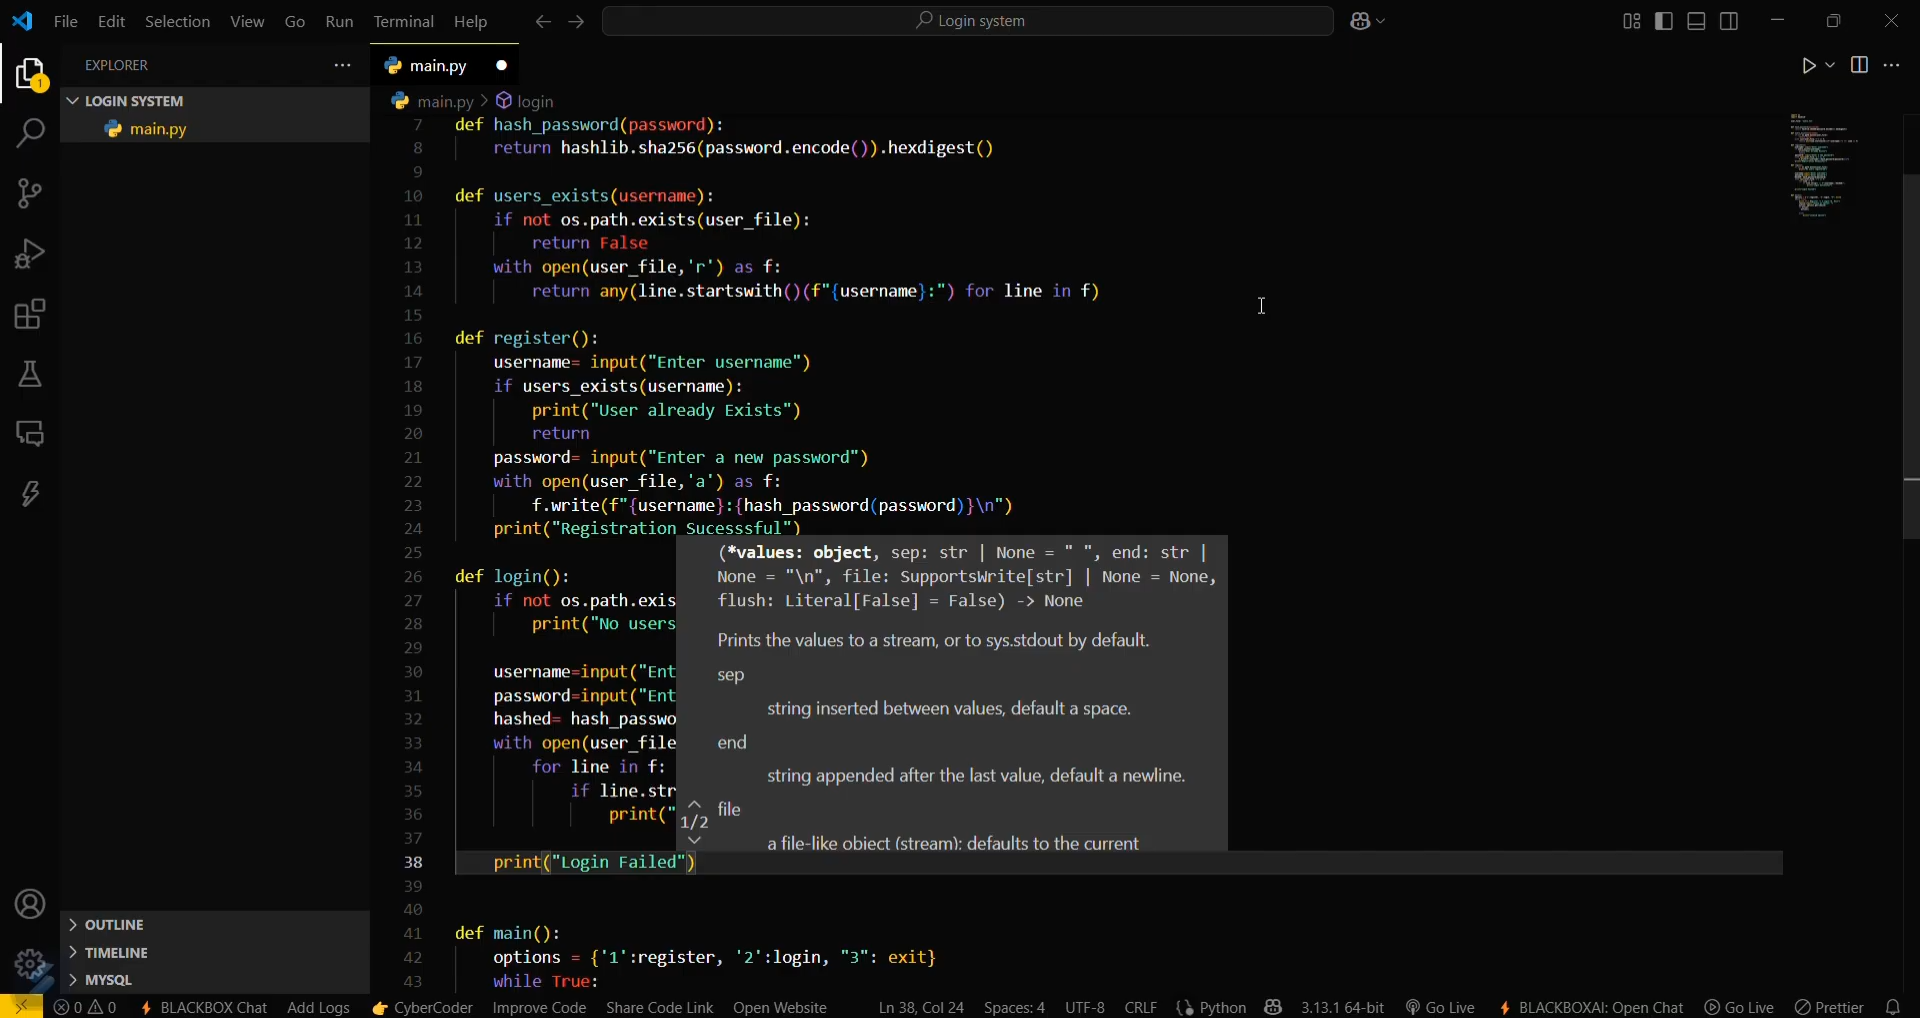 File Edit Selection View Go Run Terminal Help
Login system
EXPLORER
main.py
1
LOGIN SYSTEM
main.py
main.py > login
7 def hash_password(password):
8 return hashlib.sha256(password.encode()).hexdigest()
9
10 def users_exists(username):
11 if not os.path.exists(user_file):
12 return False
13 with open(user_file,'r') as f:
14 return any(line.startswith()(f"{username}:") for line in f)
15
16 def register():
17 username= input("Enter username")
18 if users_exists(username):
19 print("User already Exists")
20 return
21 password= input("Enter a new password")
22 with open(user_file,'a') as f:
23 f.write(f"{username}:{hash_password(password)}\n")
24 print("Registration Sucesssful")
25
26 def login():
27 if not os.path.exis
28 print("No users
29
30 username=input("Ent
31 password=input("Ent
32 hashed= hash_passwo
33 with open(user_file
34 for line in f:
35 if line.str
36 print("
37
38 print("Login Failed")
39
40
41 def main():
42 options = {'1':register, '2':login, "3": exit}
43 while True:
(*values: object, sep: str | None = " ", end: str |
None = "\n", file: SupportsWrite[str] | None = None,
flush: Literal[False] = False) -> None
Prints the values to a stream, or to sys.stdout by default.
sep
string inserted between values, default a space.
end
string appended after the last value, default a newline.
file
1/2
a file-like object (stream); defaults to the current
OUTLINE
TIMELINE
MYSQL
0 0 BLACKBOX Chat Add Logs CyberCoder Improve Code Share Code Link Open Website Ln 38, Col 24 Spaces: 4 UTF-8 CRLF Python 3.13.1 64-bit Go Live BLACKBOXAI: Open Chat Go Live Prettier